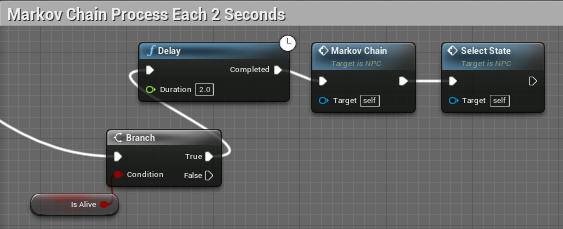 Markov Chain Process Each 2 Seconds
f Delay
Completed
Duration 2.0
Markov Chain
Target is NPC
Target self
Select State
Target is NPC
Target self
Branch
True
Condition False
Is Alive